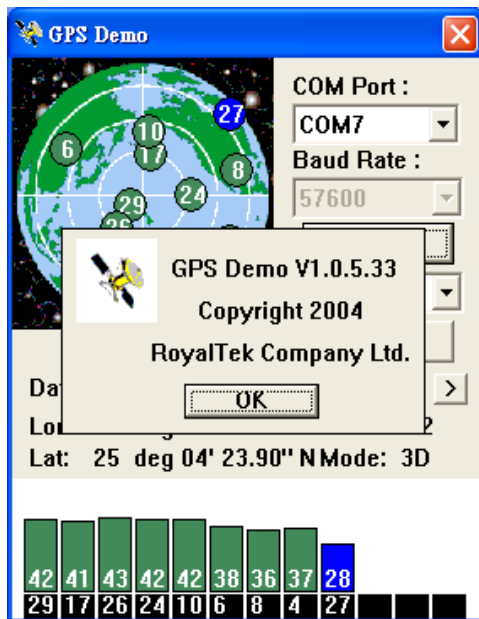 GPS Demo
COM Port :
COM7
Baud Rate :
57600
27
10
6
17
8
29
24
26
GPS Demo V1.0.5.33
Copyright 2004
RoyalTek Company Ltd.
OK
>
Lat: 25 deg 04' 23.90'' N Mode: 3D
42 41 43 42 42 38 36 37 28
29 17 26 24 10 6 8 4 27